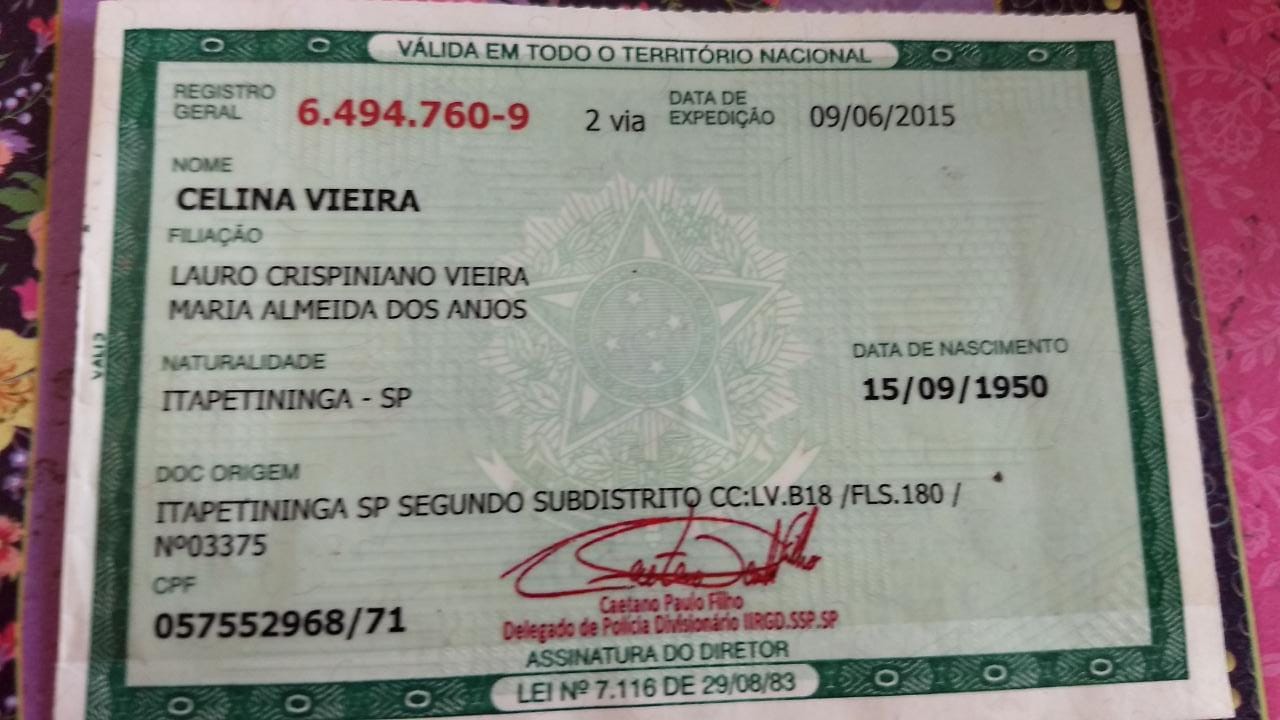 VÁLIDA EM TODO O TERRITÓRIO NACIONAL
REGISTRO GERAL 6.494.760-9 2 via DATA DE EXPEDIÇÃO 09/06/2015
NOME
CELINA VIEIRA
FILIAÇÃO
LAURO CRISPINIANO VIEIRA
MARIA ALMEIDA DOS ANJOS
NATURALIDADE DATA DE NASCIMENTO
ITAPETININGA - SP 15/09/1950
DOC ORIGEM
ITAPETININGA SP SEGUNDO SUBDISTRITO CC:LV.B18 /FLS.180 /
Nº03375
CPF
057552968/71
Caetano Paulo Filho
Delegado de Polícia Divisionário IIRGD.SSP.SP
ASSINATURA DO DIRETOR
LEI Nº 7.116 DE 29/08/83